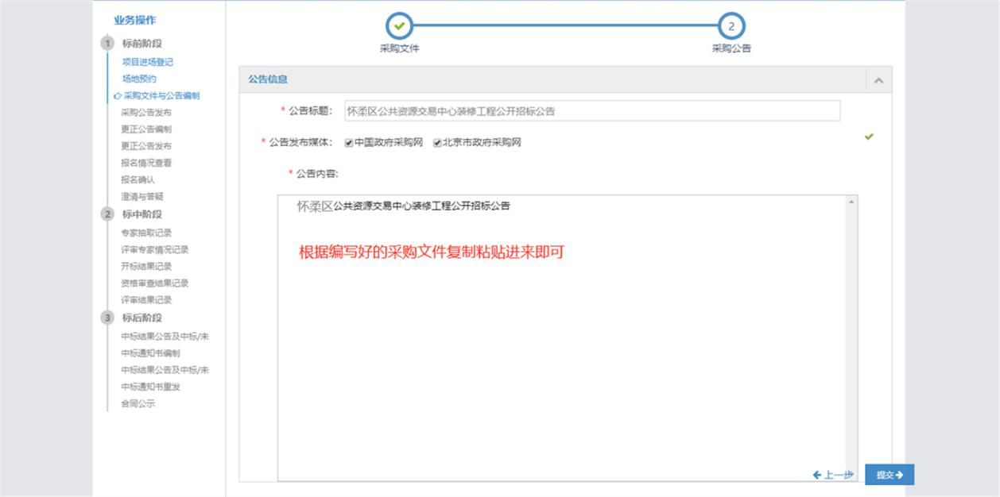 业务操作
1 标前阶段
项目进场登记
场地预约
采购文件与公告编制
采购公告发布
更正公告编制
更正公告发布
报名情况查看
报名确认
澄清与答疑
2 标中阶段
专家抽取记录
评审专家情况记录
开标结果记录
资格审查结果记录
评审结果记录
3 标后阶段
中标结果公告及中标/未
中标通知书编制
中标结果公告及中标/未
中标通知书重发
合同公示
采购文件
2
采购公告
公告信息
* 公告标题: 怀柔区公共资源交易中心装修工程公开招标公告
* 公告发布媒体: 中国政府采购网 北京市政府采购网
* 公告内容:
怀柔区公共资源交易中心装修工程公开招标公告
根据编写好的采购文件复制粘贴进来即可
上一步 提交